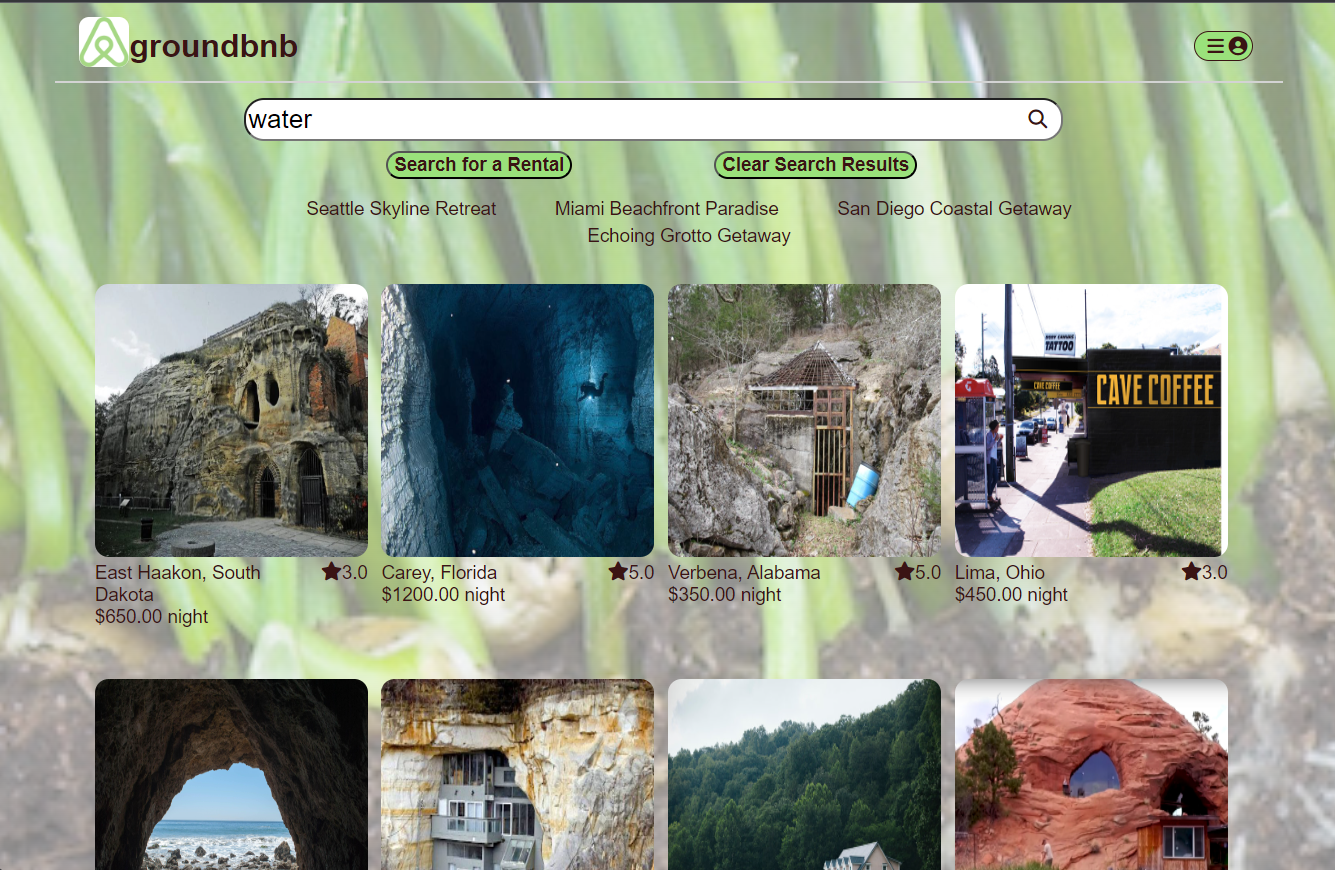 groundbnb
water
Search for a Rental Clear Search Results
Seattle Skyline Retreat Miami Beachfront Paradise San Diego Coastal Getaway
Echoing Grotto Getaway
TATTOO
CAVE COFFEE
CAVE COFFEE
East Haakon, South Dakota 3.0
$650.00 night
Carey, Florida 5.0
$1200.00 night
Verbena, Alabama 5.0
$350.00 night
Lima, Ohio 3.0
$450.00 night